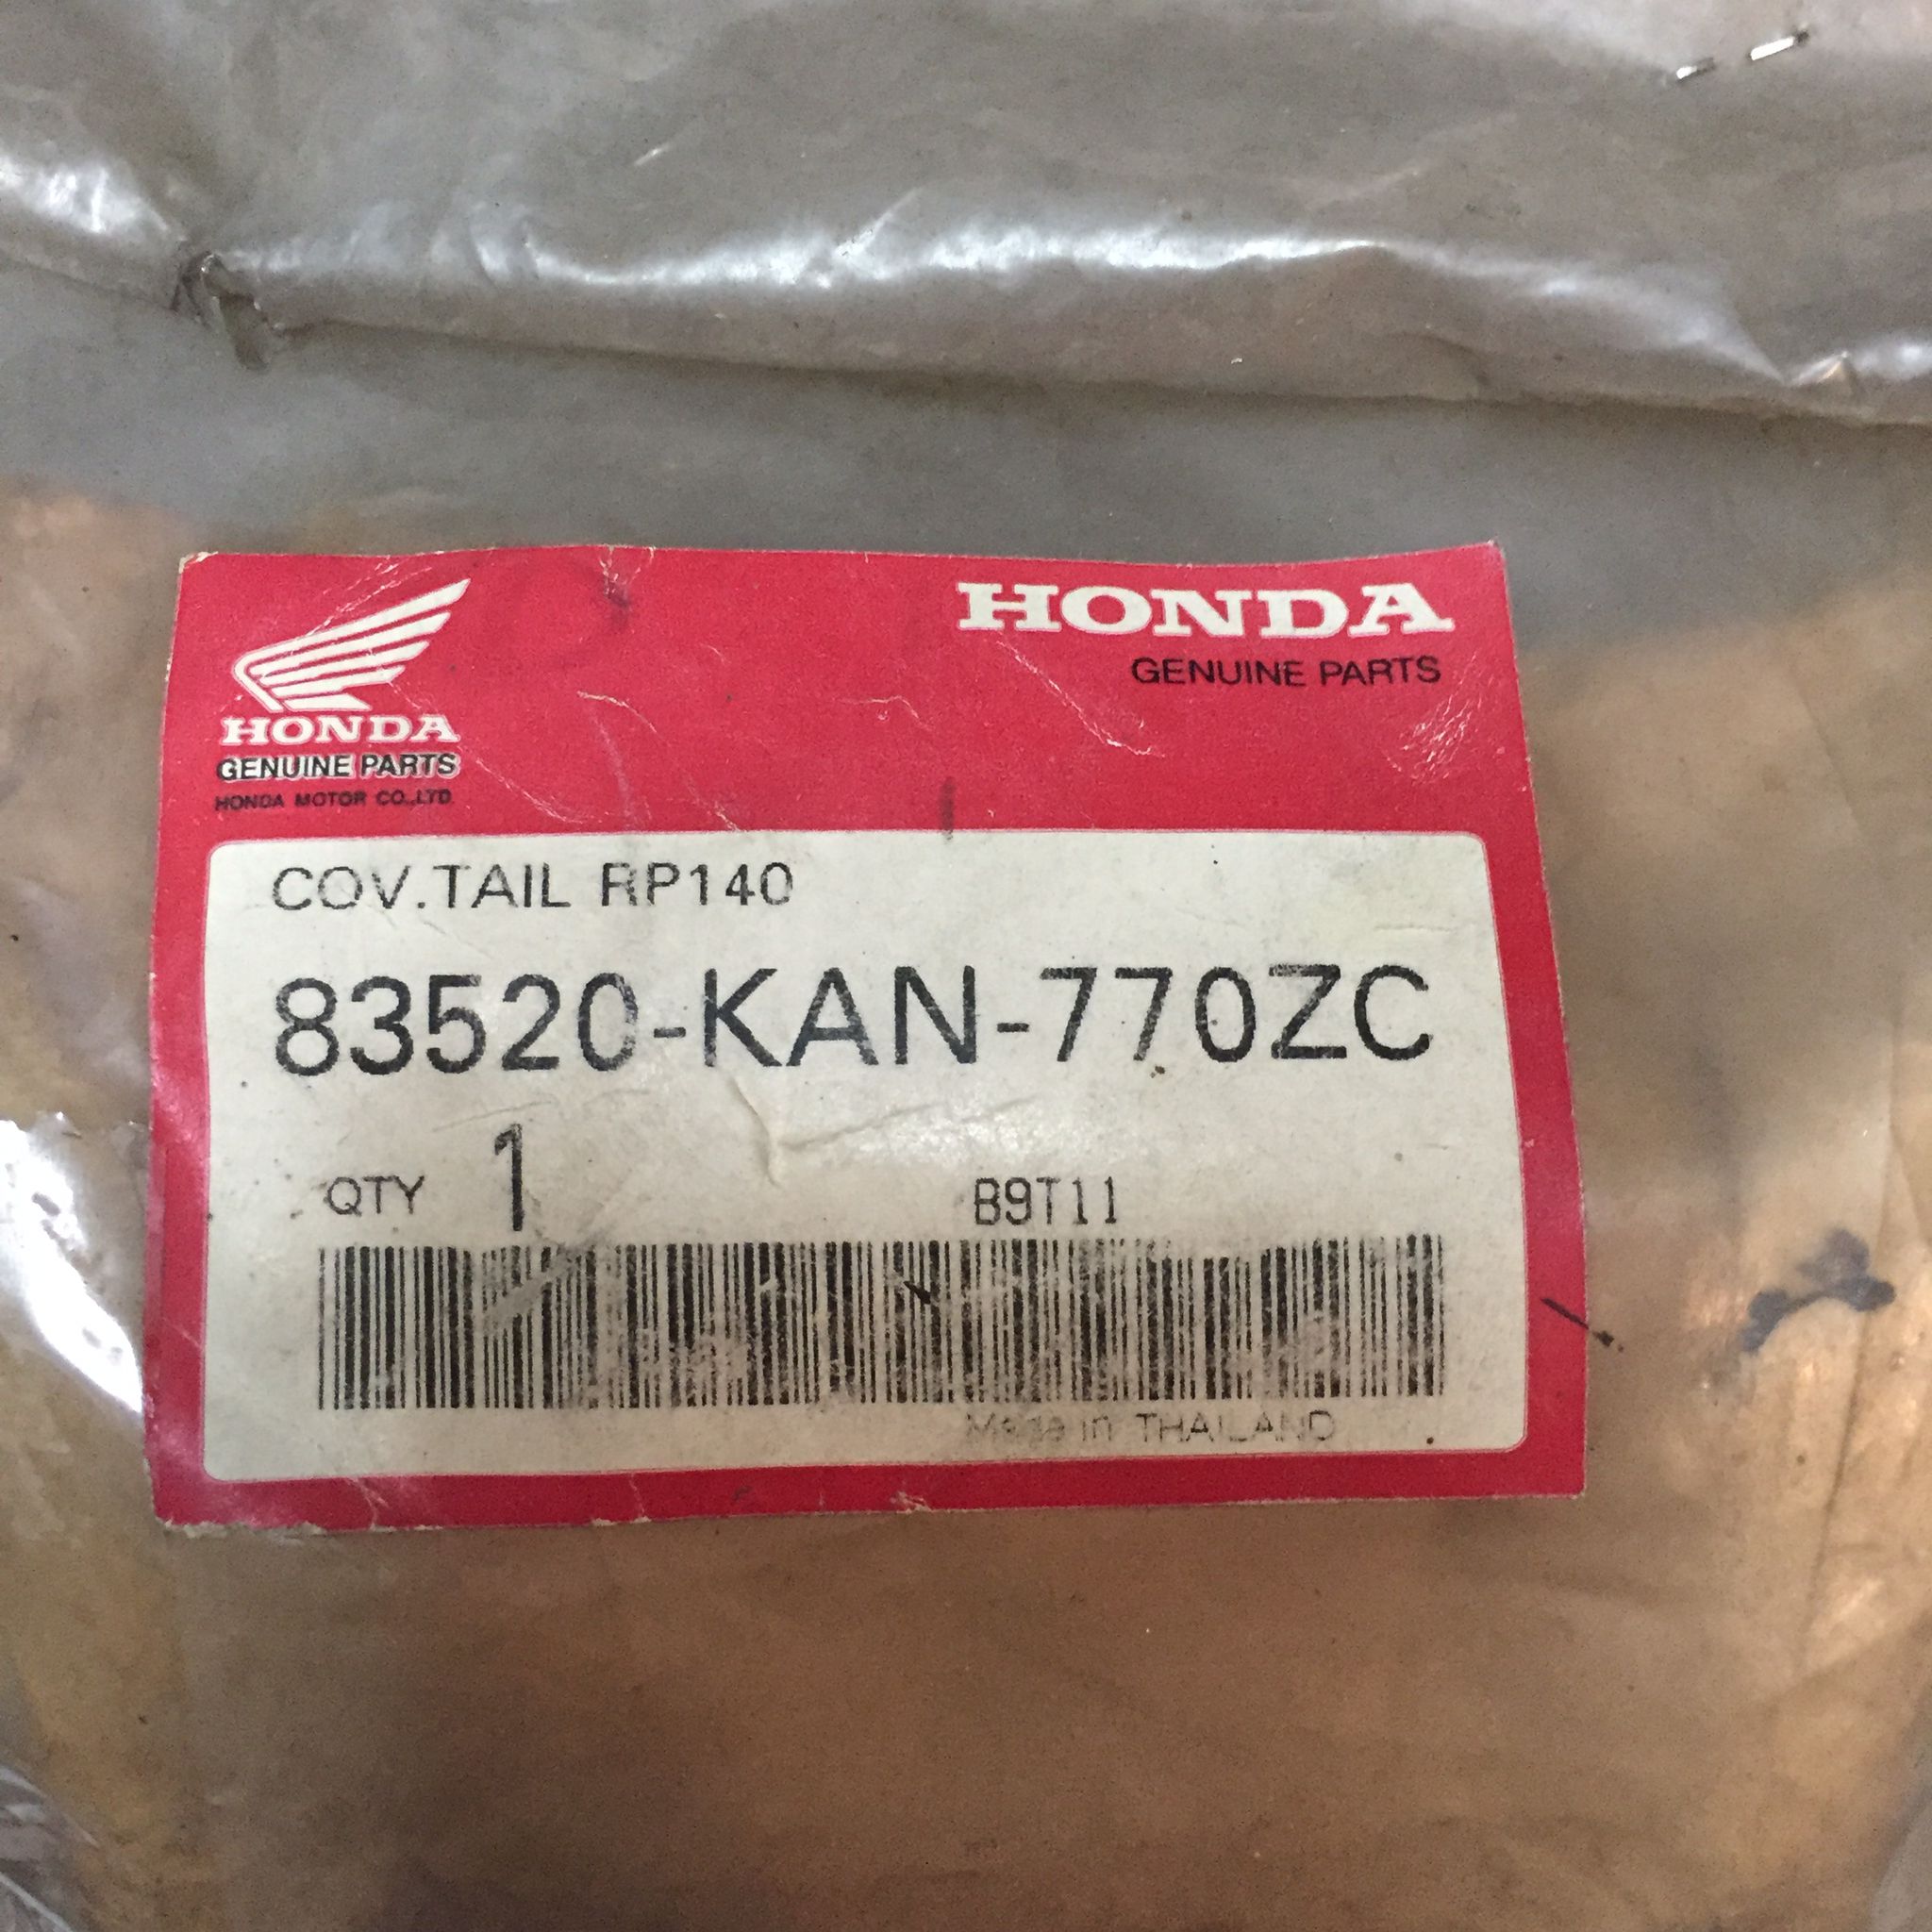 HONDA
GENUINE PARTS
HONDA
GENUINE PARTS
HONDA MOTOR CO.,LTD.
COV.TAIL RP140
83520-KAN-770ZC
QTY 1 B9T11
Made in THAILAND